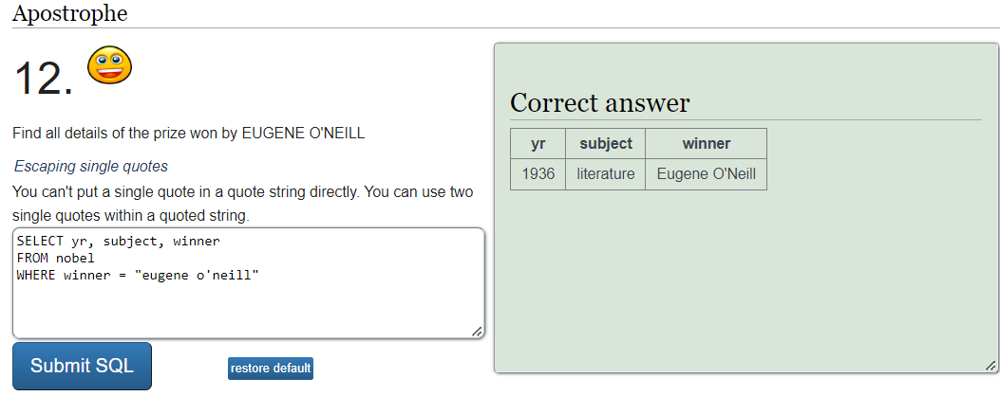 Apostrophe
12.
Find all details of the prize won by EUGENE O'NEILL
Escaping single quotes
You can't put a single quote in a quote string directly. You can use two
single quotes within a quoted string.
SELECT yr, subject, winner
FROM nobel
WHERE winner = "eugene o'neill"
Submit SQL
restore default
Correct answer
yr subject winner
1936 literature Eugene O'Neill